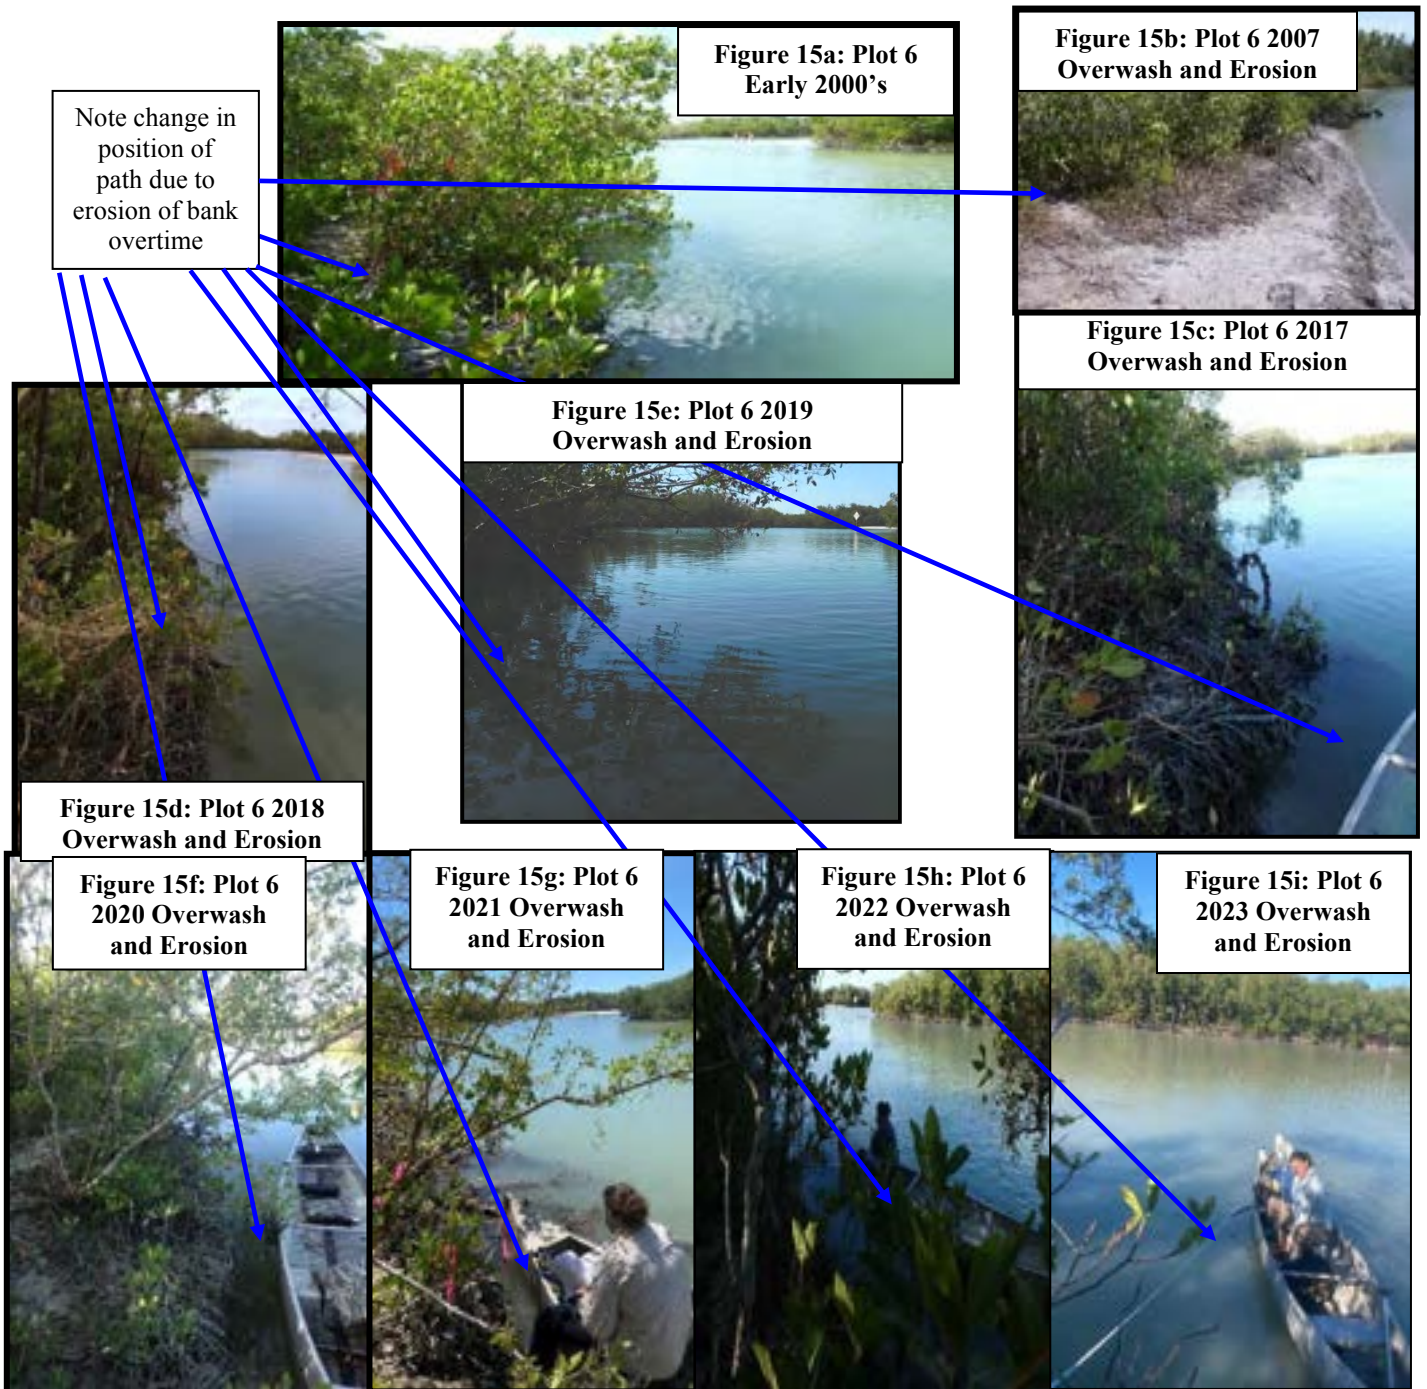 Figure 15a: Plot 6
Early 2000's
Figure 15b: Plot 6 2007
Overwash and Erosion
Note change in
position of
path due to
erosion of bank
overtime
Figure 15c: Plot 6 2017
Overwash and Erosion
Figure 15e: Plot 6 2019
Overwash and Erosion
Figure 15d: Plot 6 2018
Overwash and Erosion
Figure 15f: Plot 6
2020 Overwash
and Erosion
Figure 15g: Plot 6
2021 Overwash
and Erosion
Figure 15h: Plot 6
2022 Overwash
and Erosion
Figure 15i: Plot 6
2023 Overwash
and Erosion